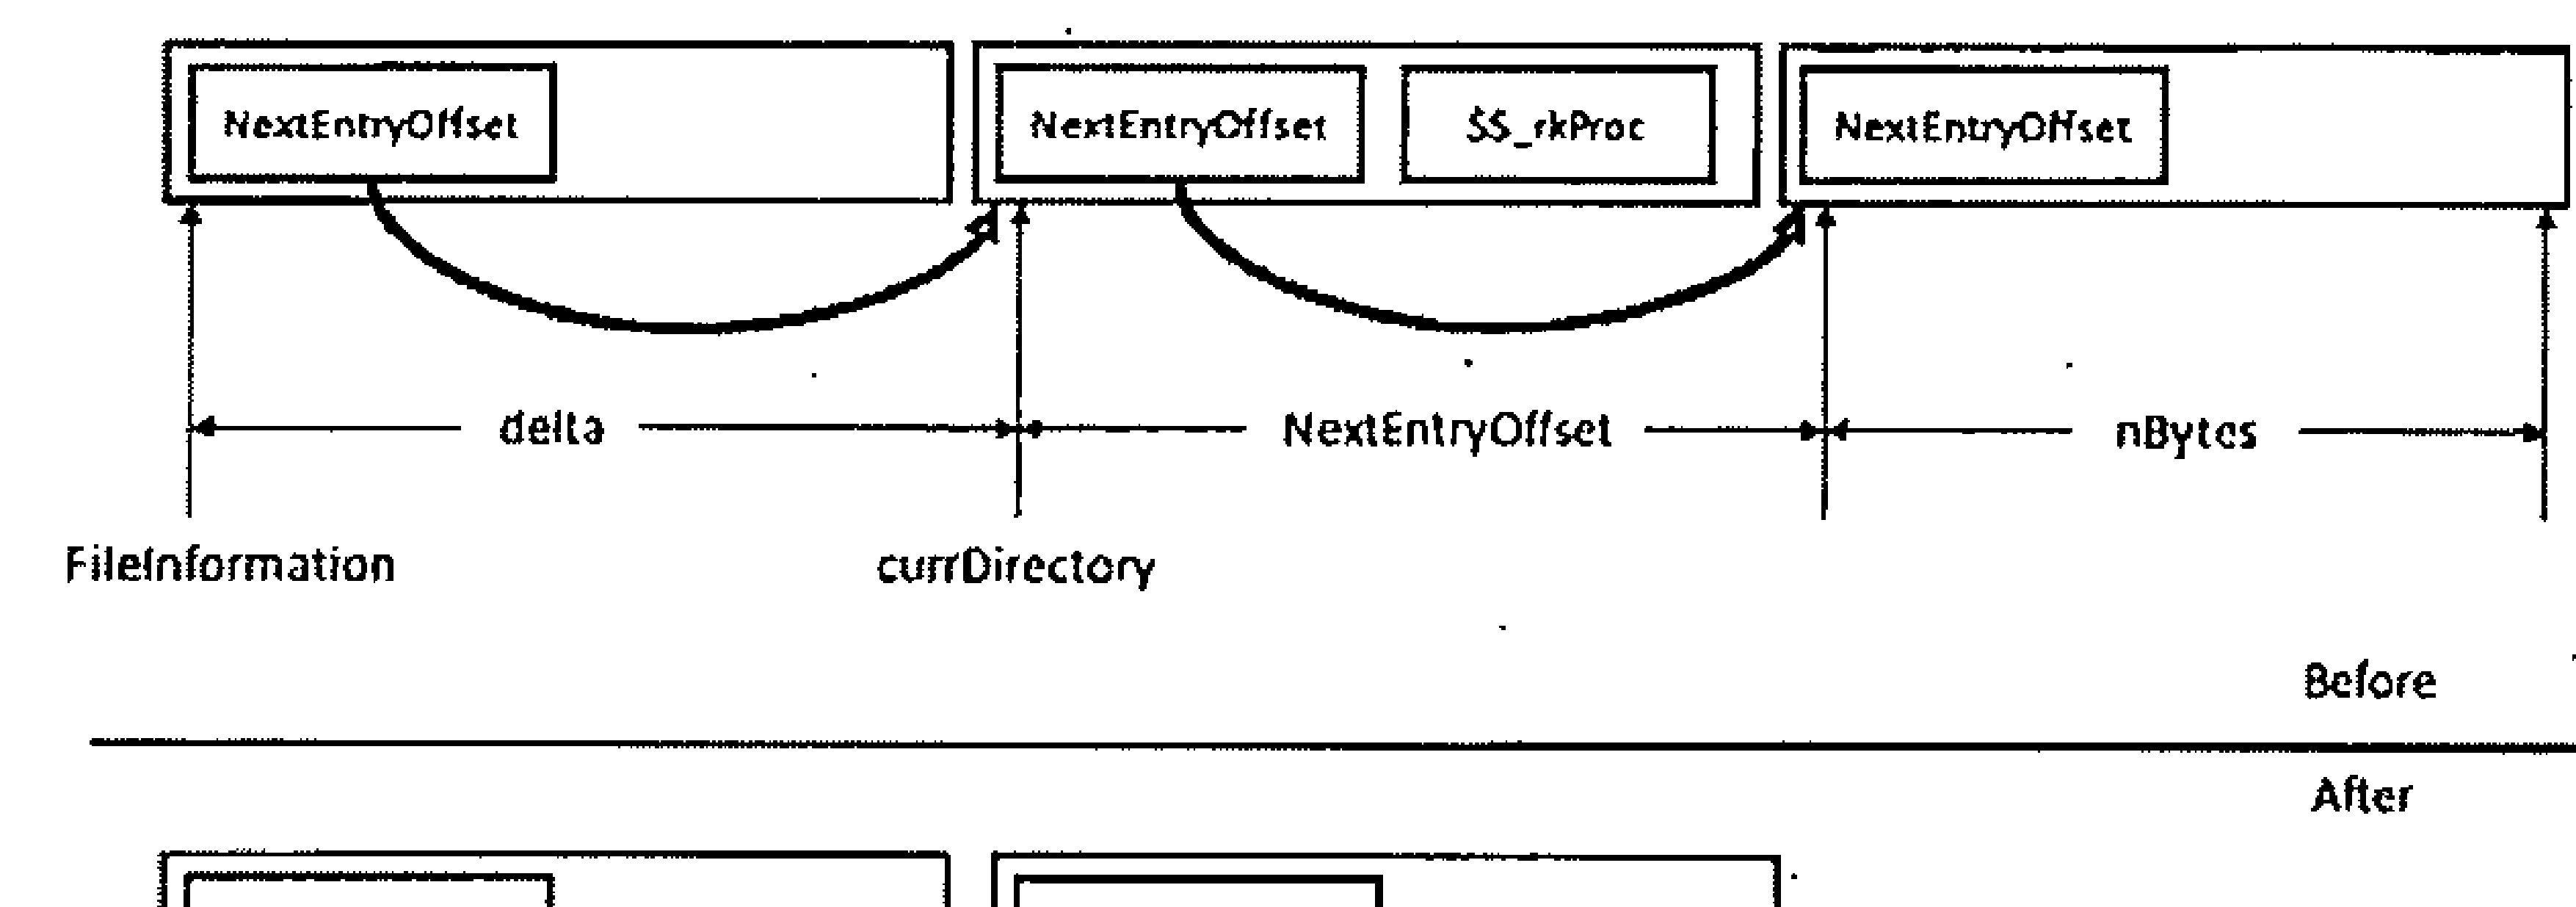 NextEntryOffset NextEntryOffset $$_rkProc NextEntryOffset
delta NextEntryOffset nBytes
FileInformation currDirectory
Before
After